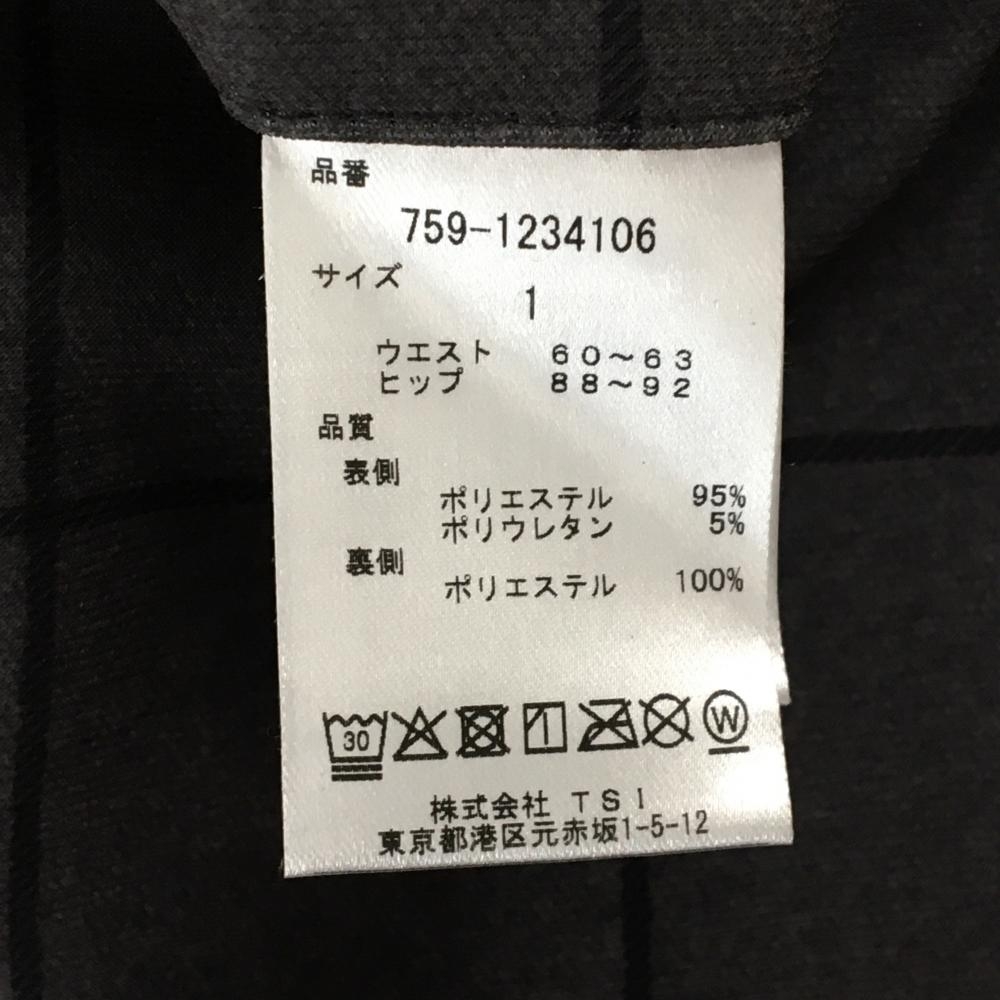 品番
759-1234106
サイズ
1
ウエスト 60～63
ヒップ 88～92
品質
表側
ポリエステル 95%
ポリウレタン 5%
裏側
ポリエステル 100%
30 W
株式会社 TSI
東京都港区元赤坂1-5-12